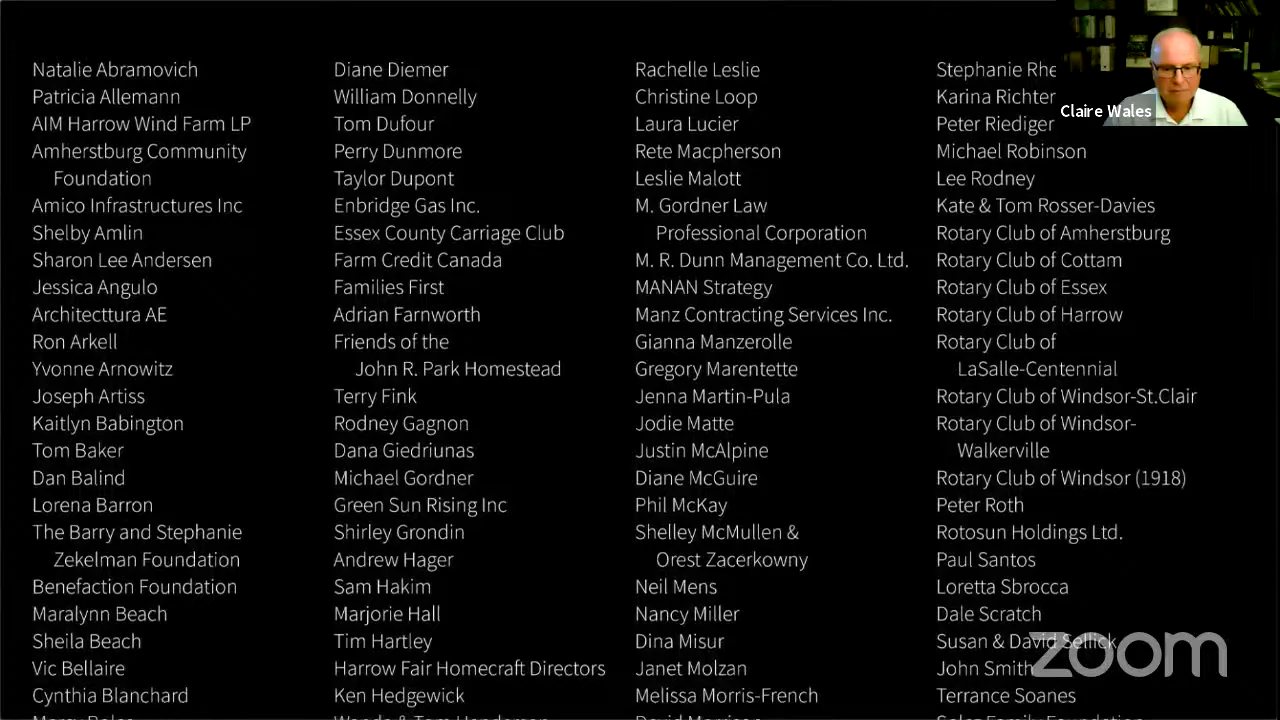 Natalie Abramovich
Patricia Allemann
AIM Harrow Wind Farm LP
Amherstburg Community
Foundation
Amico Infrastructures Inc
Shelby Amlin
Sharon Lee Andersen
Jessica Angulo
Architecttura AE
Ron Arkell
Yvonne Arnowitz
Joseph Artiss
Kaitlyn Babington
Tom Baker
Dan Balind
Lorena Barron
The Barry and Stephanie
Zekelman Foundation
Benefaction Foundation
Maralynn Beach
Sheila Beach
Vic Bellaire
Cynthia Blanchard
Diane Diemer
William Donnelly
Tom Dufour
Perry Dunmore
Taylor Dupont
Enbridge Gas Inc.
Essex County Carriage Club
Farm Credit Canada
Families First
Adrian Farnworth
Friends of the
John R. Park Homestead
Terry Fink
Rodney Gagnon
Dana Giedriunas
Michael Gordner
Green Sun Rising Inc
Shirley Grondin
Andrew Hager
Sam Hakim
Marjorie Hall
Tim Hartley
Harrow Fair Homecraft Directors
Ken Hedgewick
Rachelle Leslie
Christine Loop
Laura Lucier
Rete Macpherson
Leslie Malott
M. Gordner Law
Professional Corporation
M. R. Dunn Management Co. Ltd.
MANAN Strategy
Manz Contracting Services Inc.
Gianna Manzerolle
Gregory Marentette
Jenna Martin-Pula
Jodie Matte
Justin McAlpine
Diane McGuire
Phil McKay
Shelley McMullen &
Orest Zacerkowny
Neil Mens
Nancy Miller
Dina Misur
Janet Molzan
Melissa Morris-French
Stephanie Rhe
Karina Richter
Peter Riediger
Michael Robinson
Lee Rodney
Kate & Tom Rosser-Davies
Rotary Club of Amherstburg
Rotary Club of Cottam
Rotary Club of Essex
Rotary Club of Harrow
Rotary Club of
LaSalle-Centennial
Rotary Club of Windsor-St.Clair
Rotary Club of Windsor-
Walkerville
Rotary Club of Windsor (1918)
Peter Roth
Rotosun Holdings Ltd.
Paul Santos
Loretta Sbrocca
Dale Scratch
Susan & David Sellick
John Smith
Terrance Soanes
Claire Wales
zoom